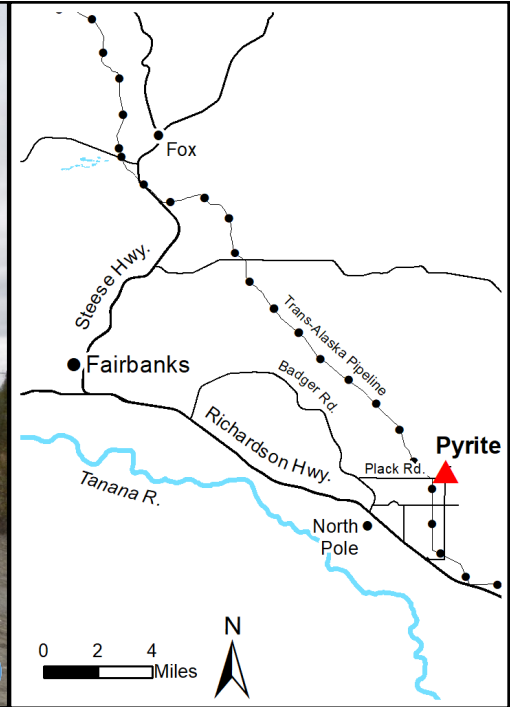 Fox
Steese Hwy.
Trans-Alaska Pipeline
Fairbanks
Badger Rd.
Richardson Hwy.
Pyrite
Plack Rd.
Tanana R.
North
Pole
N
0 2 4
Miles